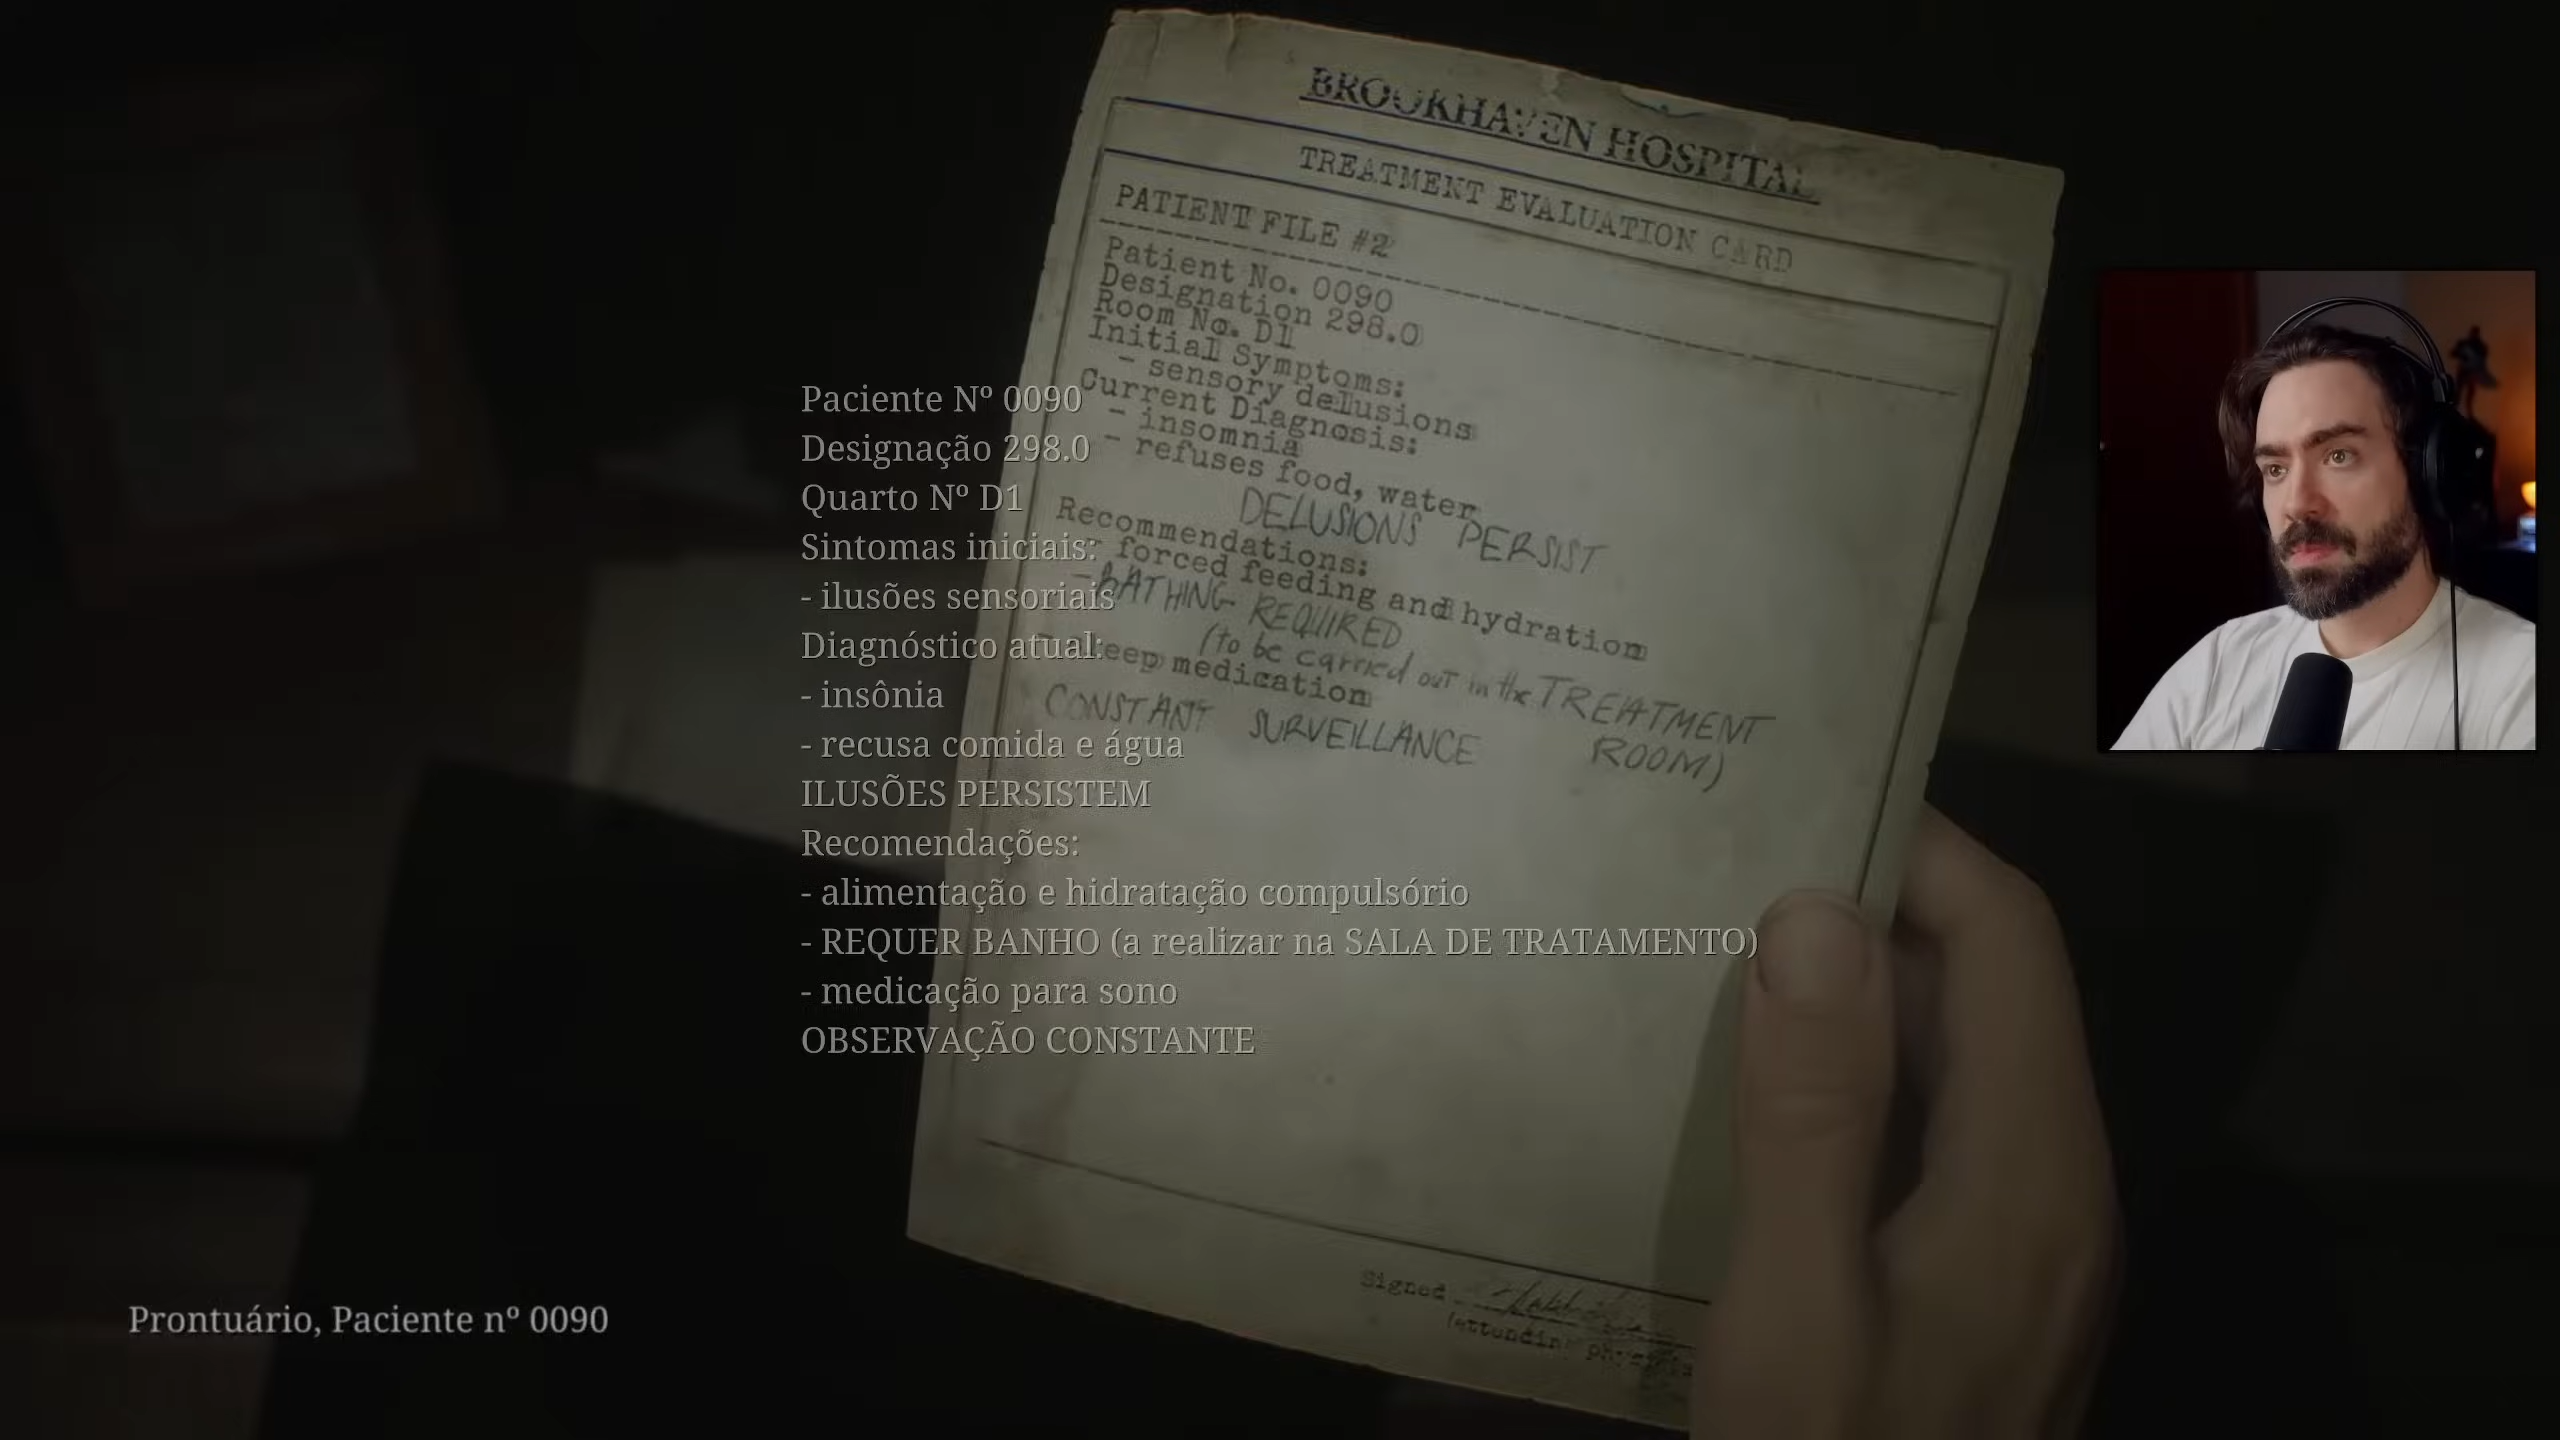 BROOKHAVEN HOSPITAL
TREATMENT EVALUATION CARD
PATIENT FILE #2
Patient No. 0090
Designation 298.0
Room No. D1
Initial Symptoms:
- sensory delusions
Current Diagnosis:
- insomnia
- refuses food, water
DELUSIONS PERSIST
Recommendations:
- forced feeding and hydration
- BATHING REQUIRED
(to be carried out in the TREATMENT
ROOM)
medication
CONSTANT SURVEILLANCE
Signed
Paciente Nº 0090
Designação 298.0
Quarto Nº D1
Sintomas iniciais:
- ilusões sensoriais
Diagnóstico atual:
- insônia
- recusa comida e água
ILUSÕES PERSISTEM
Recomendações:
- alimentação e hidratação compulsório
- REQUER BANHO (a realizar na SALA DE TRATAMENTO)
- medicação para sono
OBSERVAÇÃO CONSTANTE
Prontuário, Paciente nº 0090